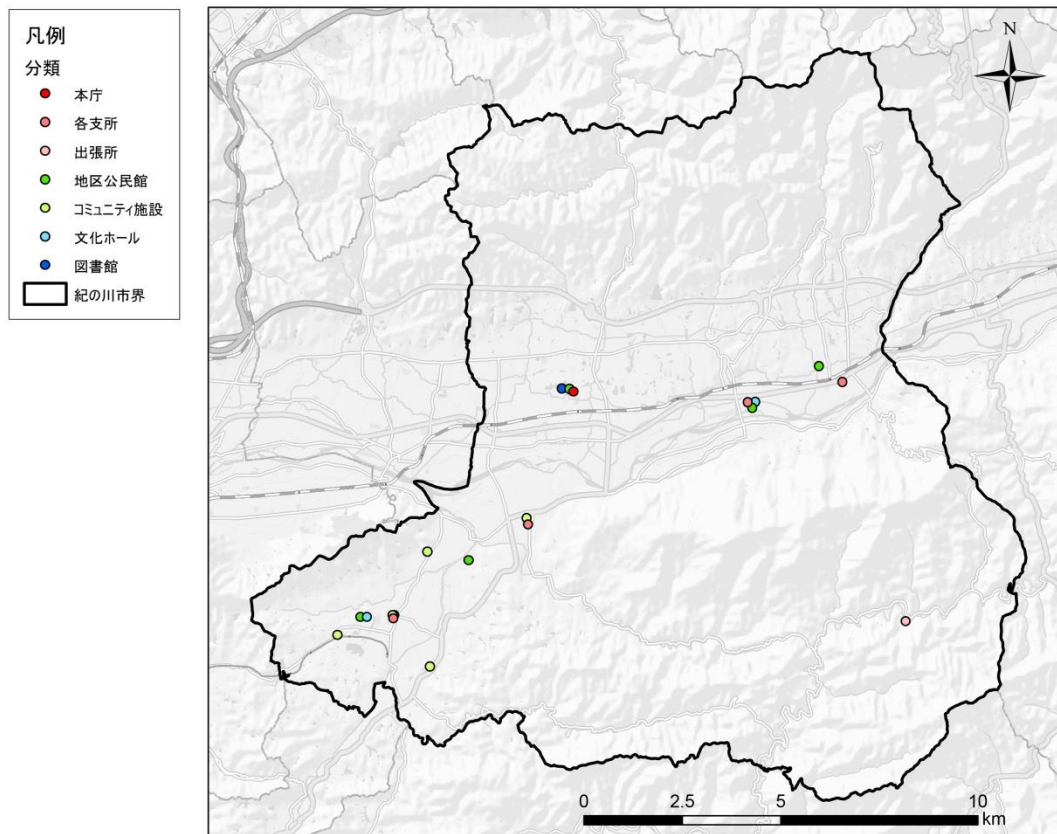 凡例
分類
本庁
各支所
出張所
地区公民館
コミュニティ施設
文化ホール
図書館
紀の川市界
N
0 2.5 5 10
km